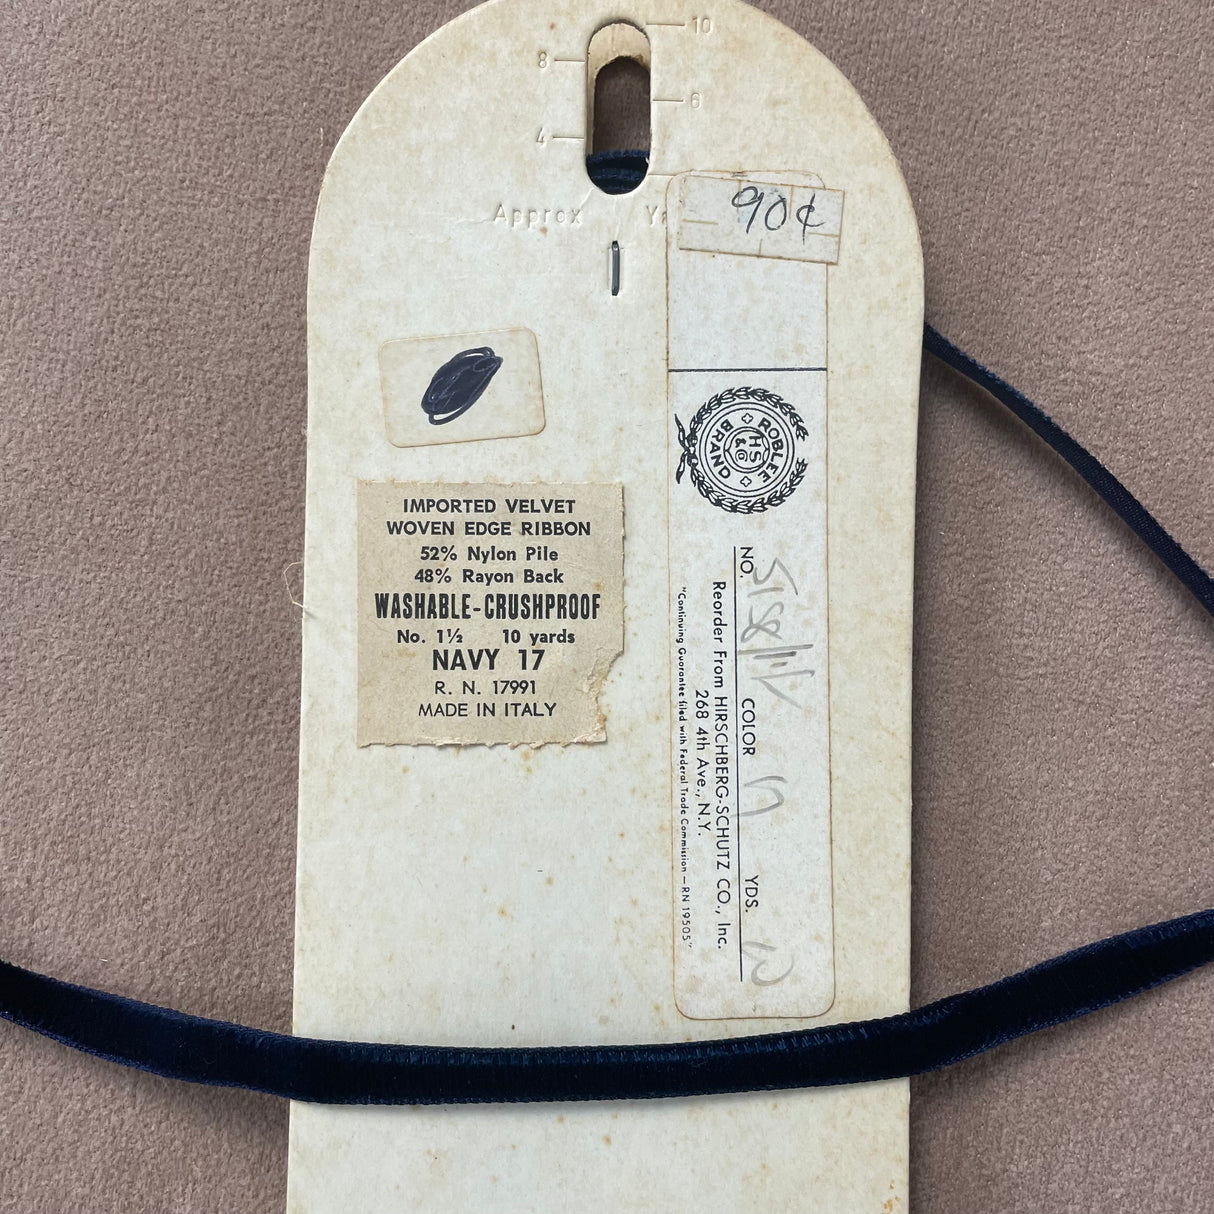 10
8
6
4
Approx
90¢
IMPORTED VELVET
WOVEN EDGE RIBBON
52% Nylon Pile
48% Rayon Back
WASHABLE-CRUSHPROOF
No. 1½ 10 yards
NAVY 17
R. N. 17991
MADE IN ITALY
ROBLEE
HS
& Co
BRAND
NO. COLOR 17 YDS. 10
Reorder From HIRSCHBERG-SCHUTZ CO., Inc.
268 4th Ave., N.Y.
"Continuing Guarantee filed with Federal Trade Commission — RN 19505"